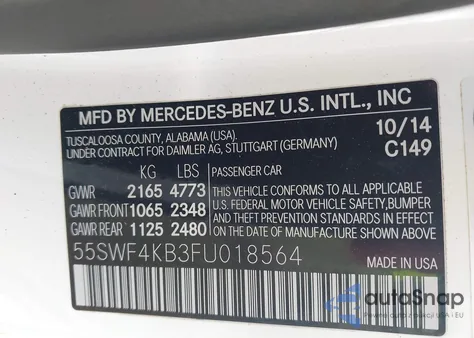 MFD BY MERCEDES-BENZ U.S. INTL., INC
TUSCALOOSA COUNTY, ALABAMA (USA). 10/14
UNDER CONTRACT FOR DAIMLER AG, STUTTGART (GERMANY) C149
KG LBS PASSENGER CAR
GVWR 2165 4773 THIS VEHICLE CONFORMS TO ALL APPLICABLE
GAWR FRONT 1065 2348 U.S. FEDERAL MOTOR VEHICLE SAFETY, BUMPER
GAWR REAR 1125 2480 AND THEFT PREVENTION STANDARDS IN EFFECT
ON THE DATE OF MANUFACTURE SHOWN ABOVE.
55SWF4KB3FU018564 MADE IN USA
autoSnap